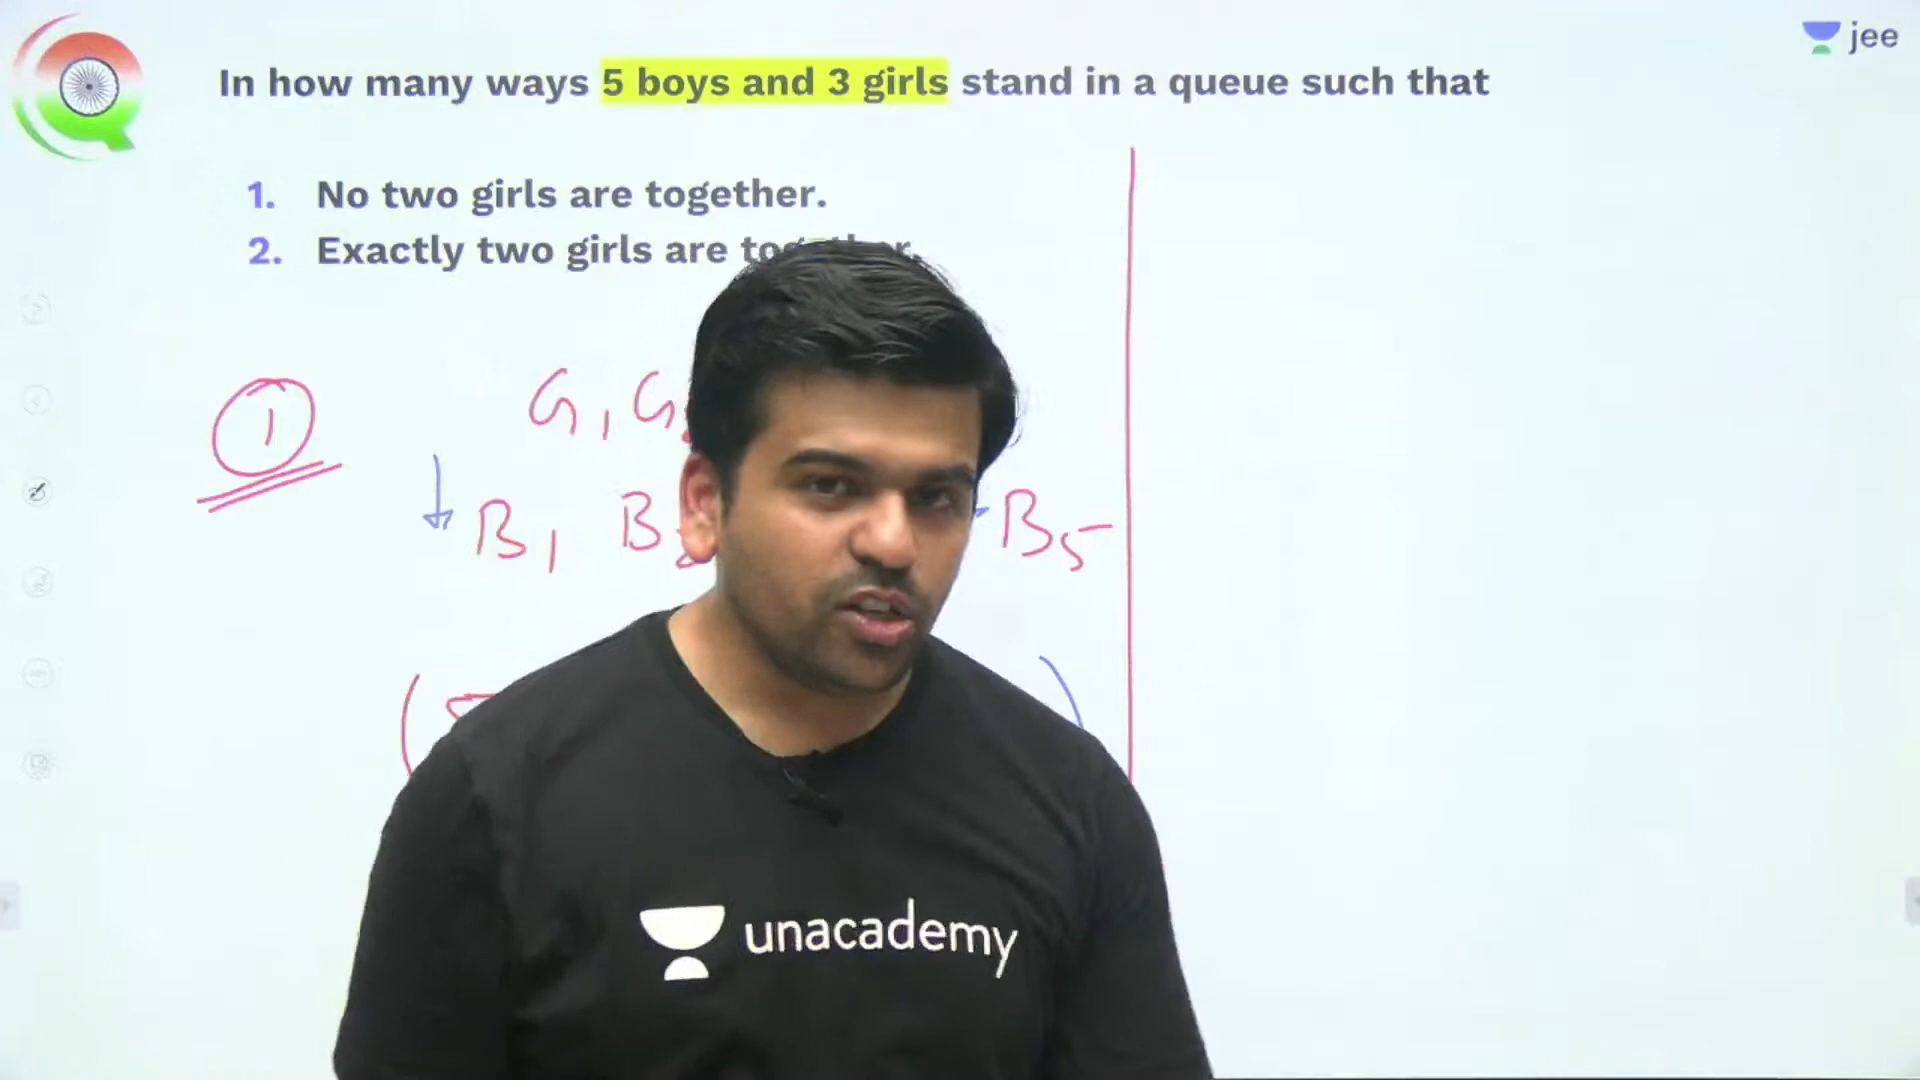 jee
In how many ways 5 boys and 3 girls stand in a queue such that
1. No two girls are together.
2. Exactly two girls are
1
G1 G
B1 B B5
unacademy